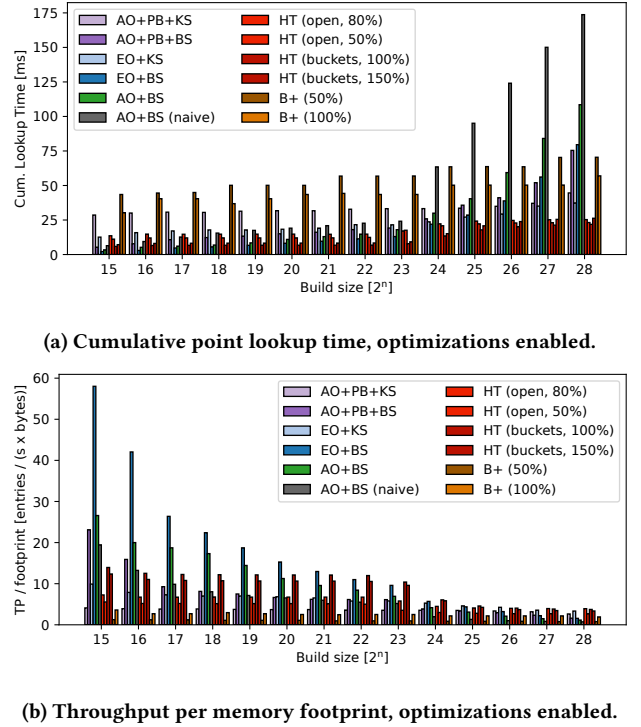 175
150
125
100
75
50
25
0
Cum. Lookup Time [ms]
AO+PB+KS
AO+PB+BS
EO+KS
EO+BS
AO+BS
AO+BS (naive)
HT (open, 80%)
HT (open, 50%)
HT (buckets, 100%)
HT (buckets, 150%)
B+ (50%)
B+ (100%)
15 16 17 18 19 20 21 22 23 24 25 26 27 28
Build size [2ⁿ]
(a) Cumulative point lookup time, optimizations enabled.
60
50
40
30
20
10
0
TP / footprint [entries / (s x bytes)]
AO+PB+KS
AO+PB+BS
EO+KS
EO+BS
AO+BS
AO+BS (naive)
HT (open, 80%)
HT (open, 50%)
HT (buckets, 100%)
HT (buckets, 150%)
B+ (50%)
B+ (100%)
15 16 17 18 19 20 21 22 23 24 25 26 27 28
Build size [2ⁿ]
(b) Throughput per memory footprint, optimizations enabled.